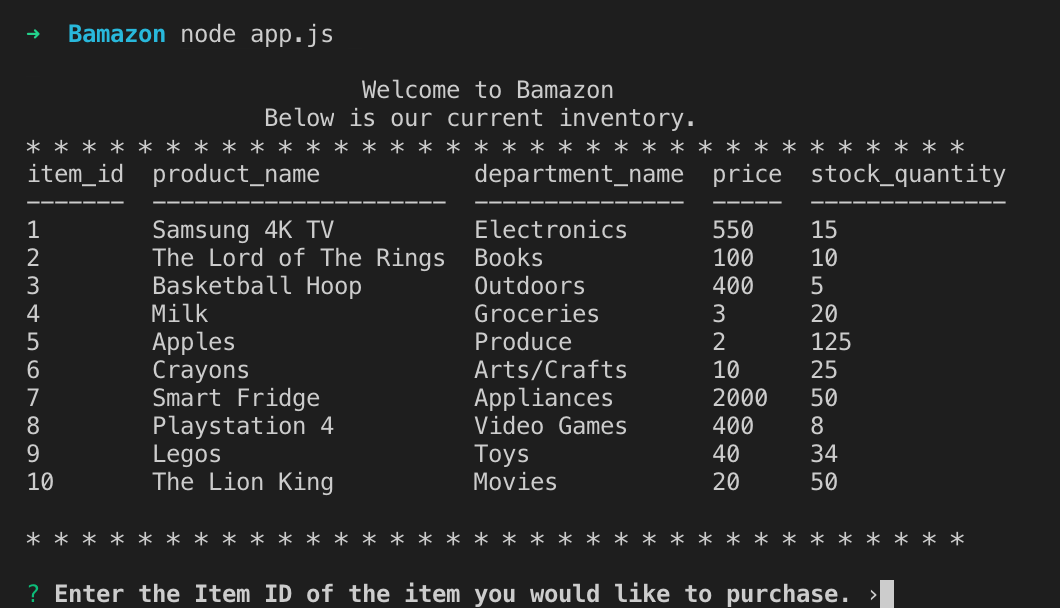 ➜  Bamazon node app.js
Welcome to Bamazon
Below is our current inventory.
* * * * * * * * * * * * * * * * * * * * * * * * * * * * * * * * * *
item_id  product_name           department_name  price  stock_quantity
-------  ---------------------  ---------------  -----  --------------
1        Samsung 4K TV          Electronics      550    15
2        The Lord of The Rings  Books            100    10
3        Basketball Hoop        Outdoors         400    5
4        Milk                   Groceries        3      20
5        Apples                 Produce          2      125
6        Crayons                Arts/Crafts      10     25
7        Smart Fridge           Appliances       2000   50
8        Playstation 4          Video Games      400    8
9        Legos                  Toys             40     34
10       The Lion King          Movies           20     50
* * * * * * * * * * * * * * * * * * * * * * * * * * * * * * * * * *
? Enter the Item ID of the item you would like to purchase. ›